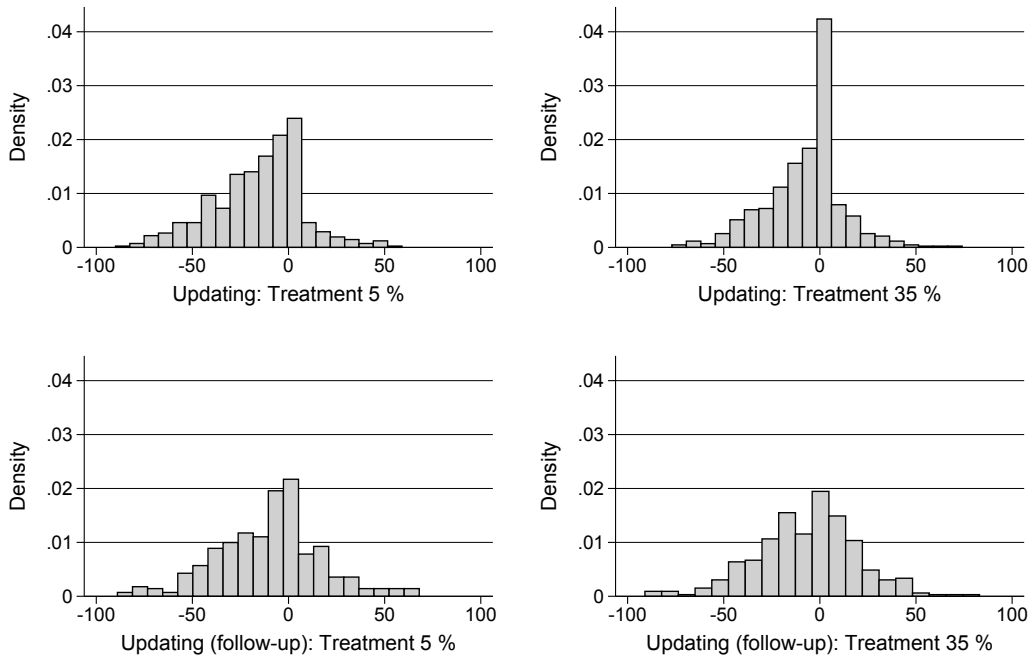 .04
.03
.02
.01
0
Density
-100 -50 0 50 100
Updating: Treatment 5 %
.04
.03
.02
.01
0
Density
-100 -50 0 50 100
Updating: Treatment 35 %
.04
.03
.02
.01
0
Density
-100 -50 0 50 100
Updating (follow-up): Treatment 5 %
.04
.03
.02
.01
0
Density
-100 -50 0 50 100
Updating (follow-up): Treatment 35 %